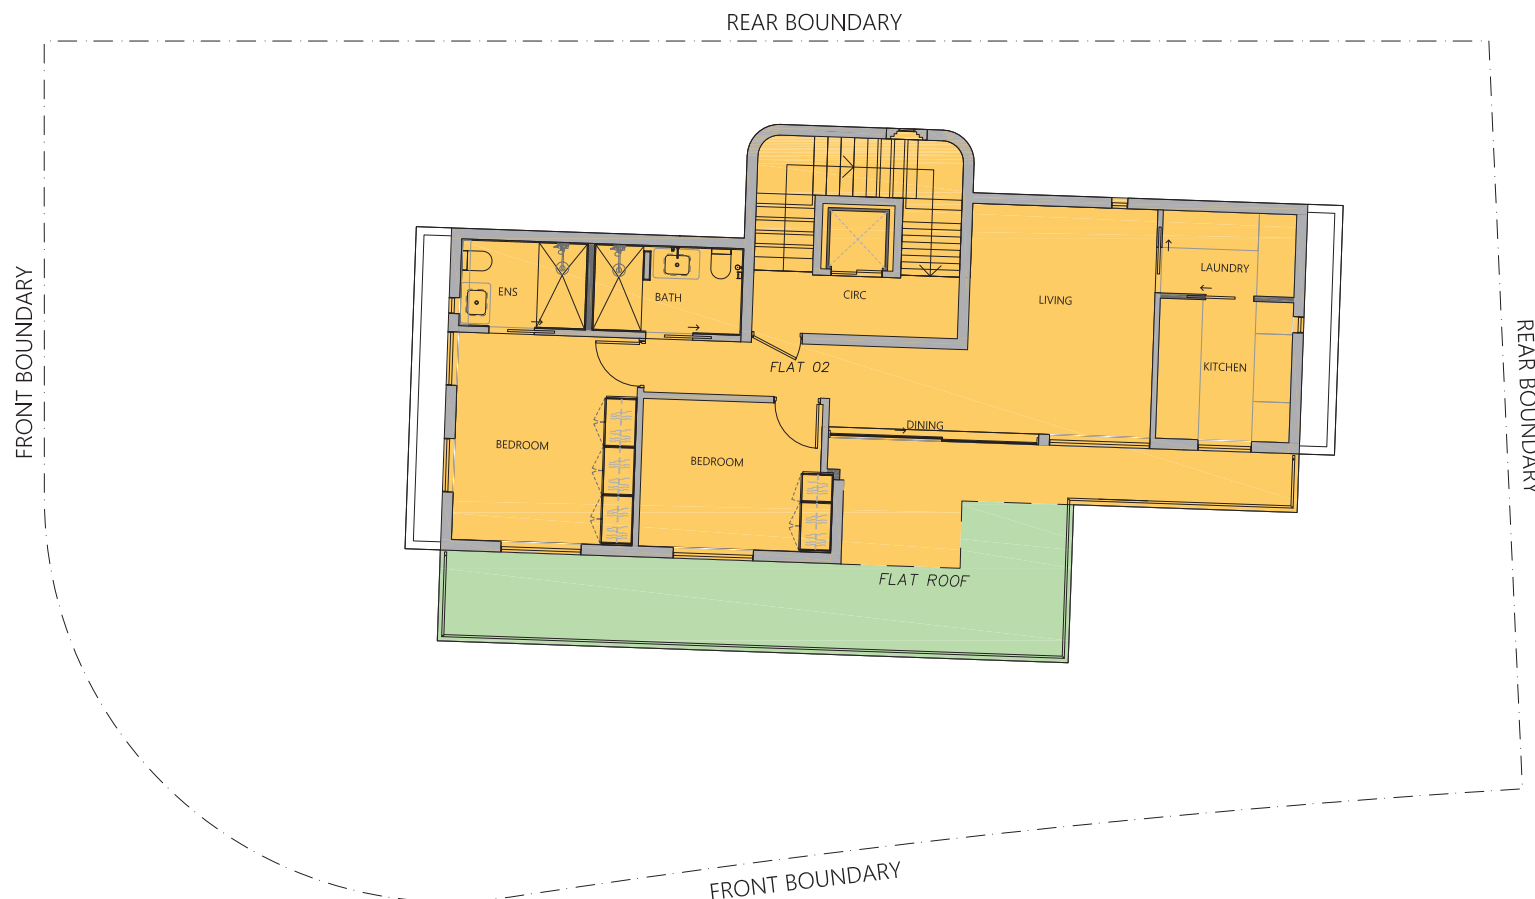 REAR BOUNDARY
FRONT BOUNDARY
REAR BOUNDARY
ENS
BATH
CIRC
LIVING
LAUNDRY
FLAT 02
KITCHEN
DINING
BEDROOM
BEDROOM
FLAT ROOF
FRONT BOUNDARY